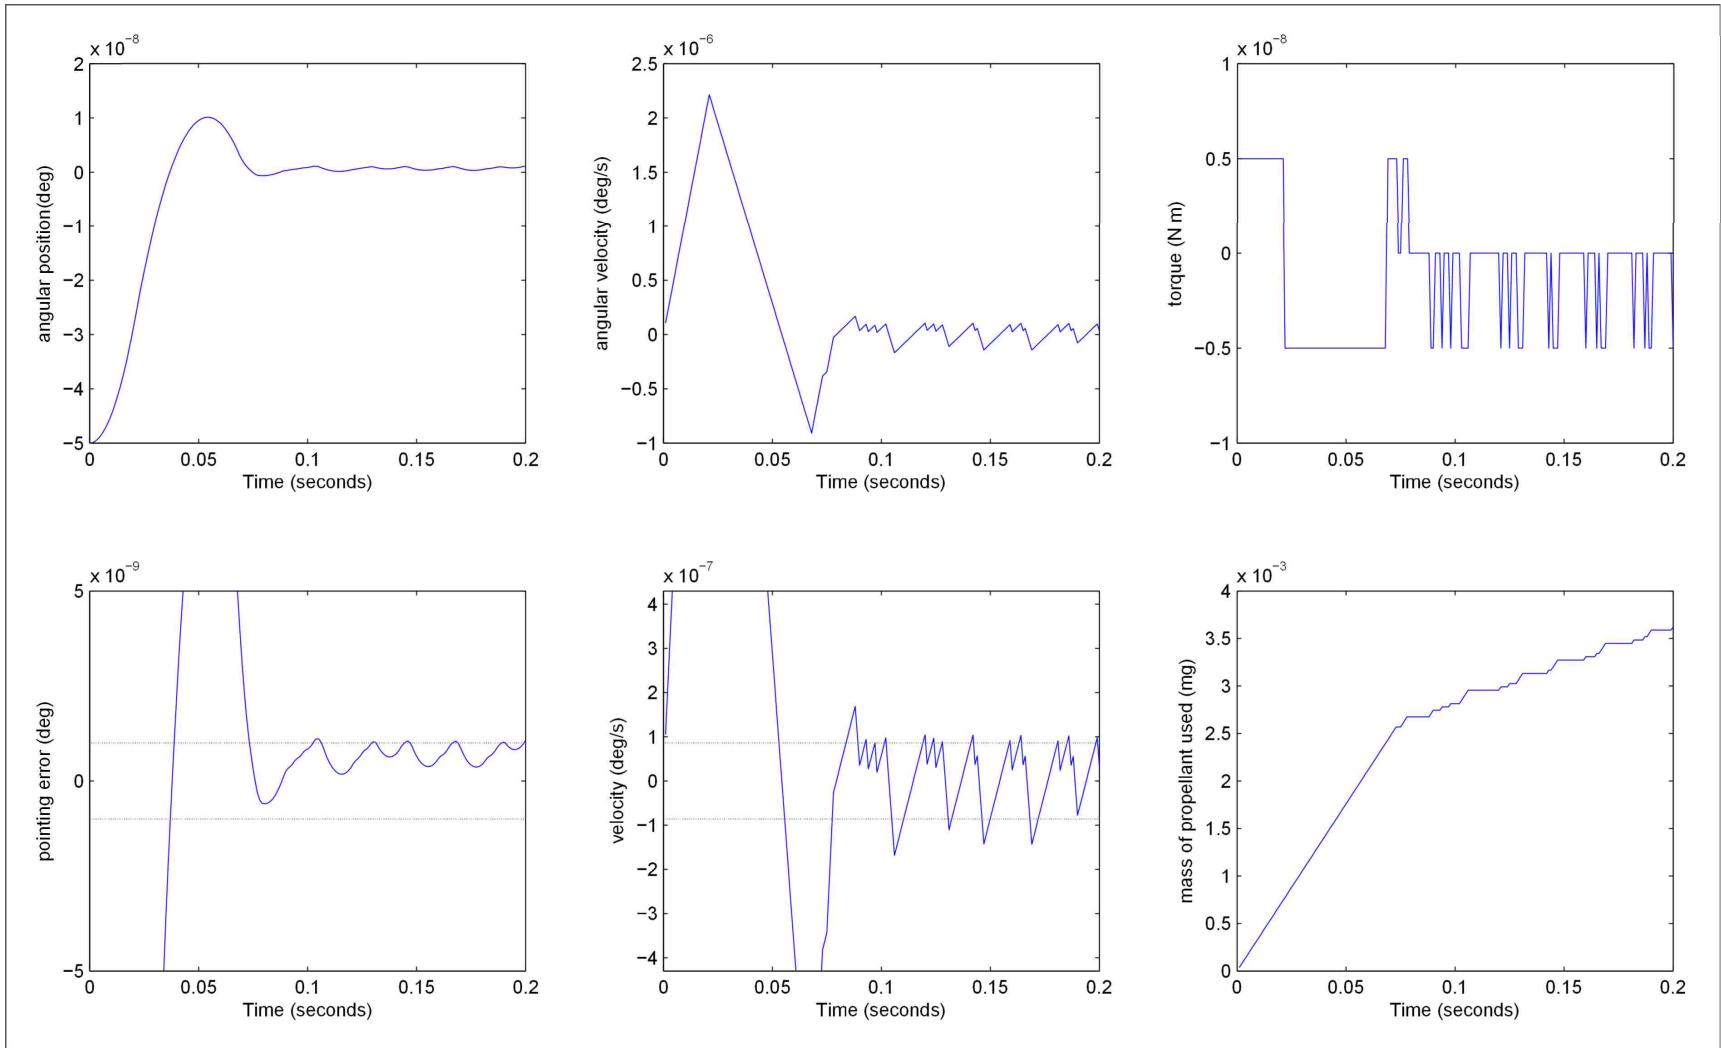 x 10⁻⁸
2
1
0
−1
−2
−3
−4
−5
angular position(deg)
0 0.05 0.1 0.15 0.2
Time (seconds)
x 10⁻⁶
2.5
2
1.5
1
0.5
0
−0.5
−1
angular velocity (deg/s)
0 0.05 0.1 0.15 0.2
Time (seconds)
x 10⁻⁸
1
0.5
0
−0.5
−1
torque (N m)
0 0.05 0.1 0.15 0.2
Time (seconds)
x 10⁻⁹
5
0
−5
pointing error (deg)
0 0.05 0.1 0.15 0.2
Time (seconds)
x 10⁻⁷
4
3
2
1
0
−1
−2
−3
−4
velocity (deg/s)
0 0.05 0.1 0.15 0.2
Time (seconds)
x 10⁻³
4
3.5
3
2.5
2
1.5
1
0.5
0
mass of propellant used (mg)
0 0.05 0.1 0.15 0.2
Time (seconds)